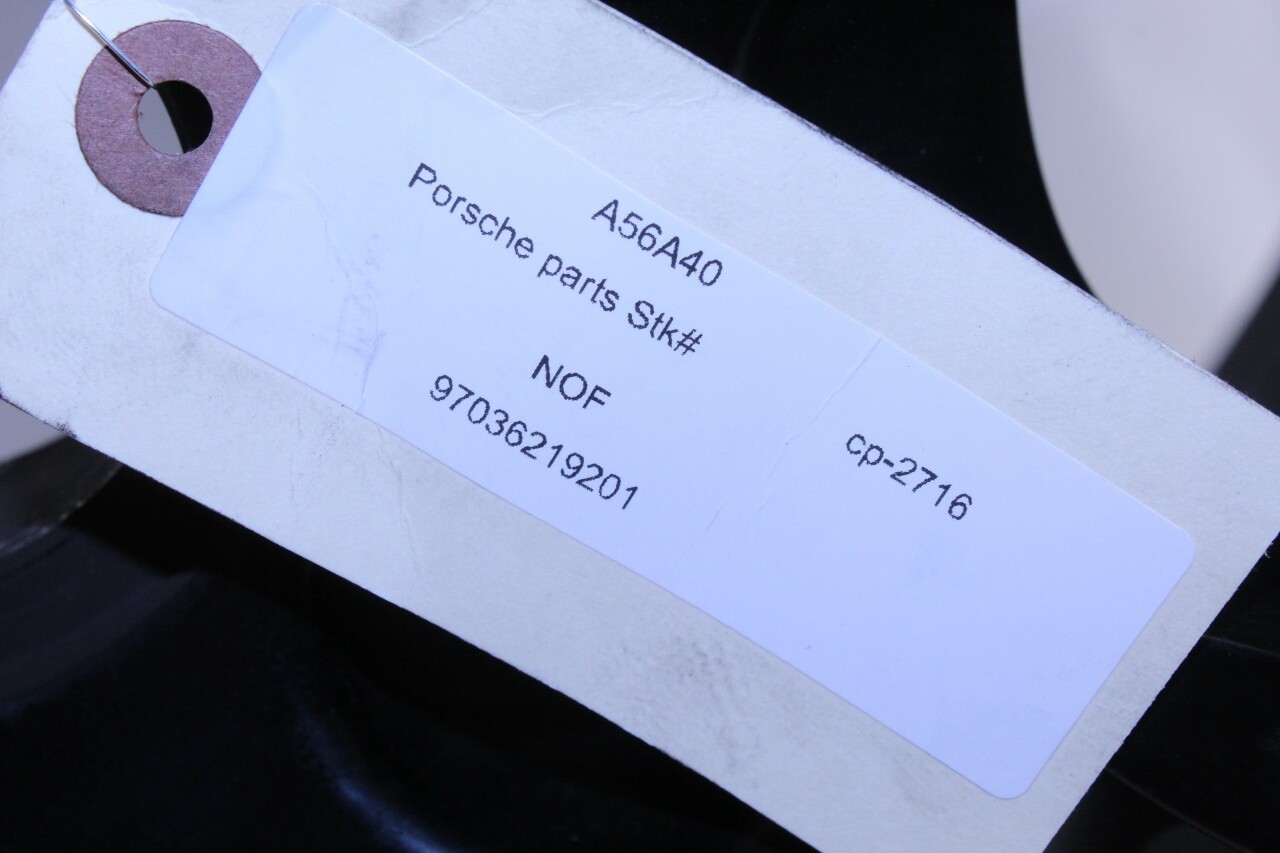 A56A40
Porsche parts Stk#
NOF
97036219201
cp-2716